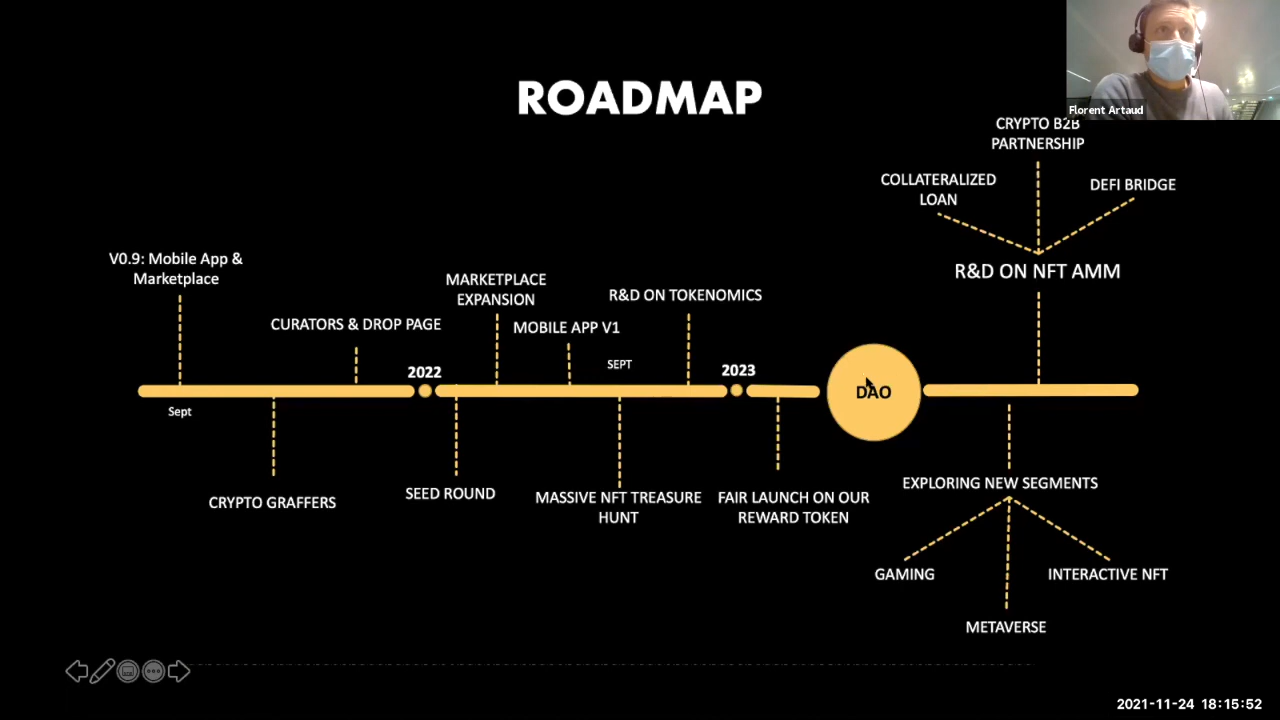 ROADMAP
Florent Artaud
CRYPTO B2B
PARTNERSHIP
COLLATERALIZED
LOAN
DEFI BRIDGE
R&D ON NFT AMM
V0.9: Mobile App &
Marketplace
CURATORS & DROP PAGE
MARKETPLACE
EXPANSION
MOBILE APP V1
R&D ON TOKENOMICS
SEPT
2022
2023
DAO
Sept
CRYPTO GRAFFERS
SEED ROUND
MASSIVE NFT TREASURE
HUNT
FAIR LAUNCH ON OUR
REWARD TOKEN
EXPLORING NEW SEGMENTS
GAMING
INTERACTIVE NFT
METAVERSE
2021-11-24 18:15:52